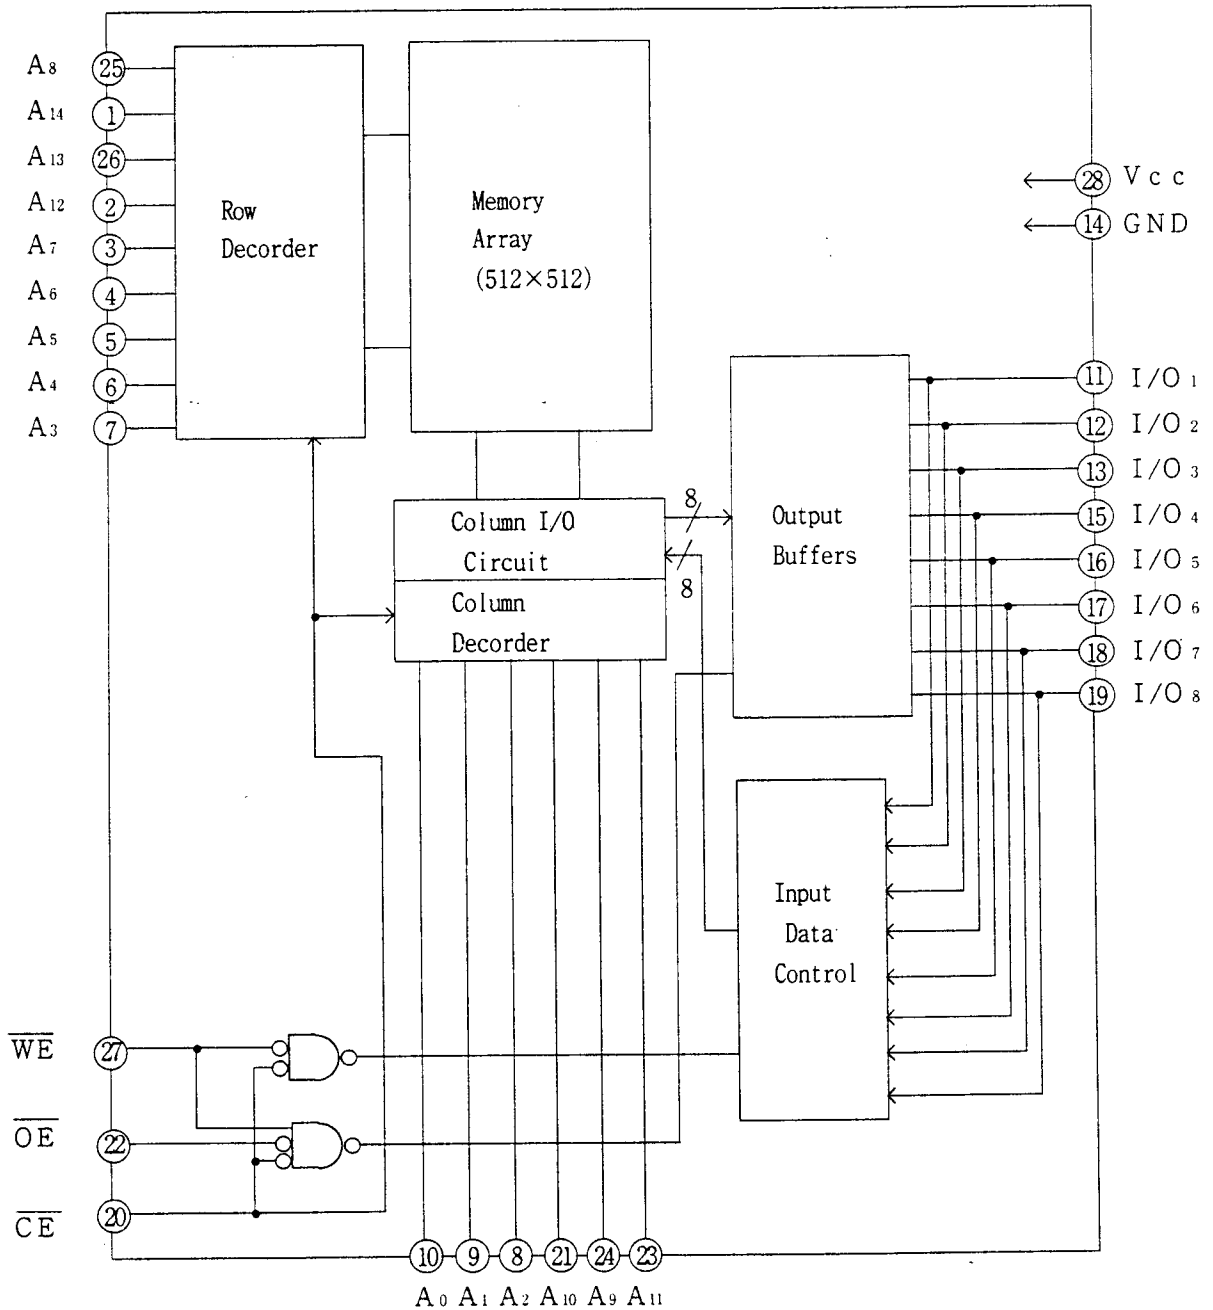 A8 25
A14 1
A13 26
A12 2
A7 3
A6 4
A5 5
A4 6
A3 7
Row
Decorder
Memory
Array
(512×512)
28 Vcc
14 GND
11 I/O1
12 I/O2
13 I/O3
15 I/O4
16 I/O5
17 I/O6
18 I/O7
19 I/O8
Column I/O
Circuit
Column
Decorder
8
8
Output
Buffers
Input
Data
Control
W̅E̅ 27
O̅E̅ 22
C̅E̅ 20
10 9 8 21 24 23
A0 A1 A2 A10 A9 A11